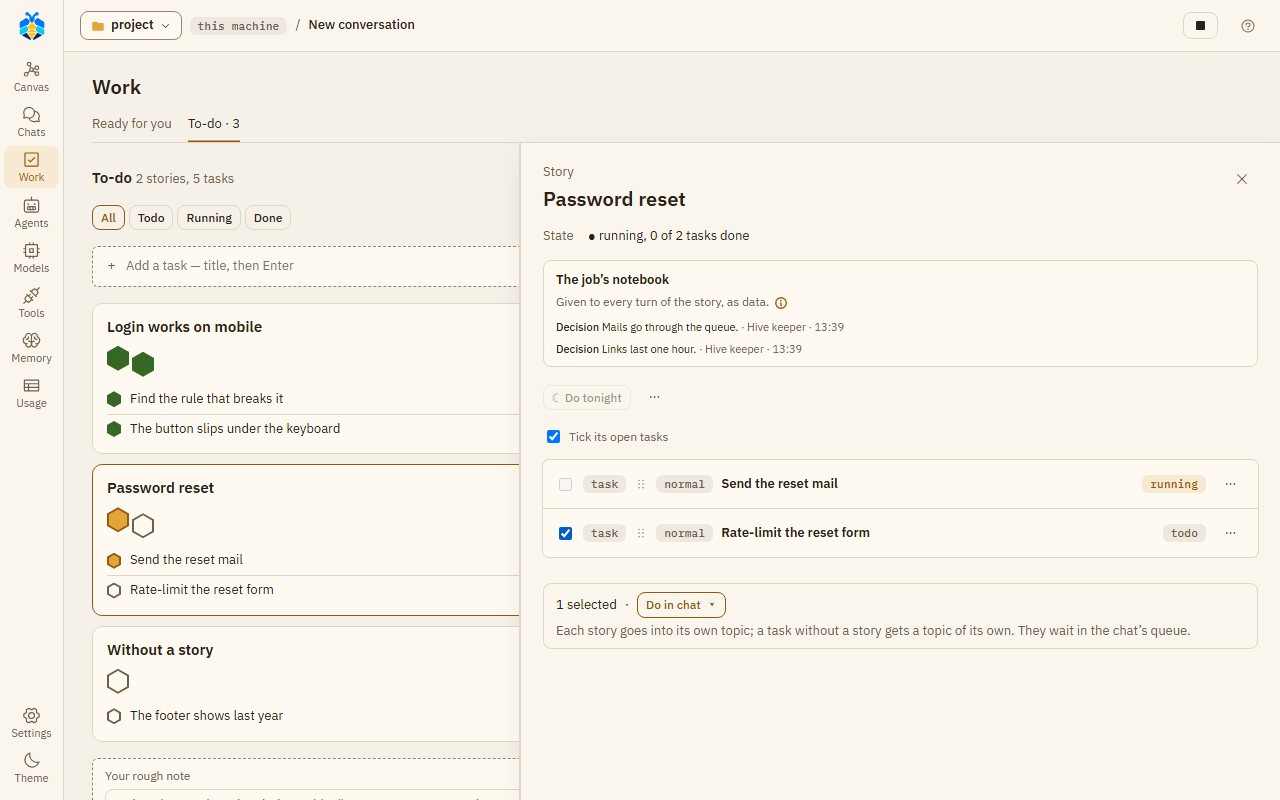 project
this machine / New conversation
Canvas
Chats
Work
Agents
Models
Tools
Memory
Usage
Settings
Theme
Work
Ready for you
To-do · 3
To-do 2 stories, 5 tasks
All
Todo
Running
Done
+ Add a task — title, then Enter
Login works on mobile
Find the rule that breaks it
The button slips under the keyboard
Password reset
Send the reset mail
Rate-limit the reset form
Without a story
The footer shows last year
Your rough note
Story
Password reset
State ● running, 0 of 2 tasks done
The job’s notebook
Given to every turn of the story, as data.
Decision Mails go through the queue. · Hive keeper · 13:39
Decision Links last one hour. · Hive keeper · 13:39
Do tonight ···
Tick its open tasks
task normal Send the reset mail running ···
task normal Rate-limit the reset form todo ···
1 selected · Do in chat
Each story goes into its own topic; a task without a story gets a topic of its own. They wait in the chat’s queue.